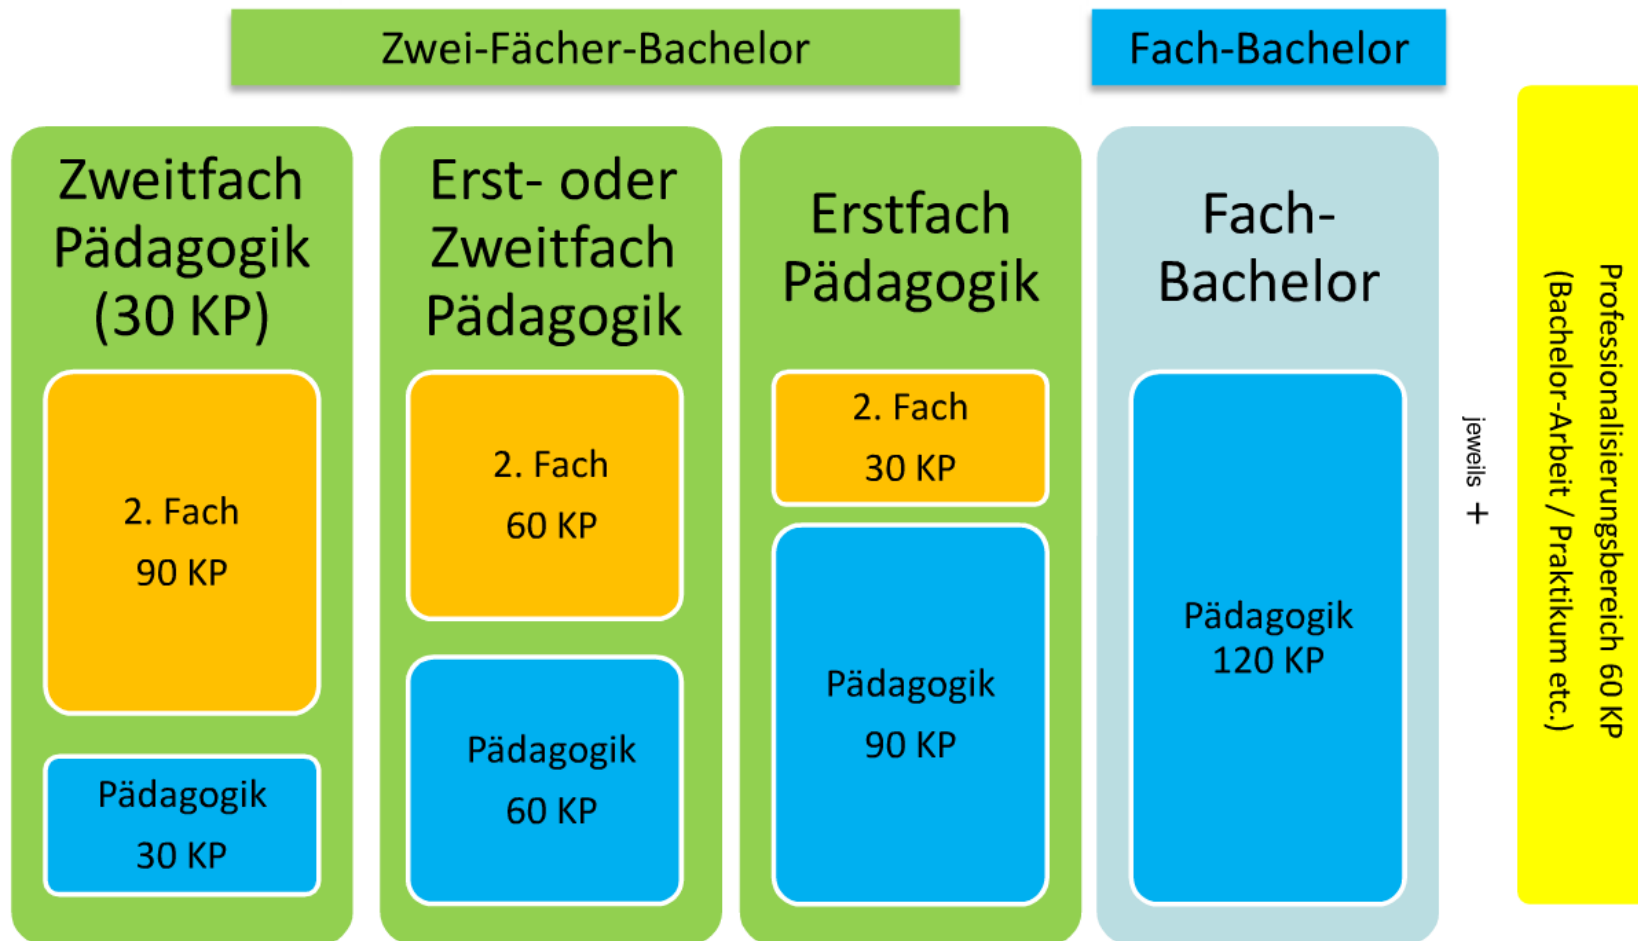 Zwei-Fächer-Bachelor
Fach-Bachelor
Zweitfach
Pädagogik
(30 KP)
2. Fach
90 KP
Pädagogik
30 KP
Erst- oder
Zweitfach
Pädagogik
2. Fach
60 KP
Pädagogik
60 KP
Erstfach
Pädagogik
2. Fach
30 KP
Pädagogik
90 KP
Fach-
Bachelor
Pädagogik
120 KP
jeweils +
Professionalisierungsbereich 60 KP
(Bachelor-Arbeit / Praktikum etc.)